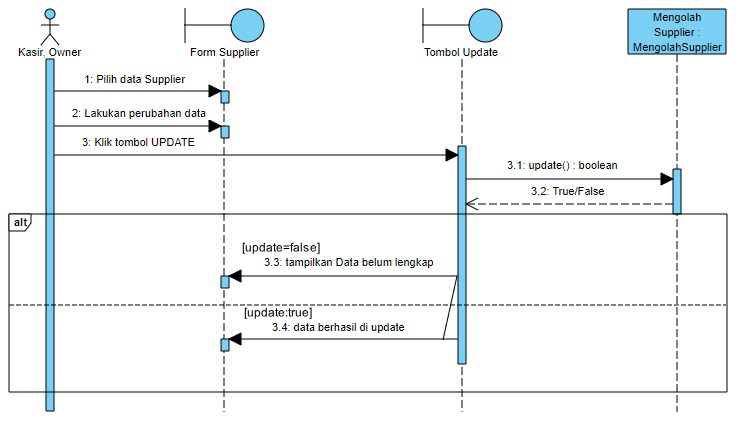 Kasir, Owner
Form Supplier
Tombol Update
Mengolah
Supplier :
MengolahSupplier
1: Pilih data Supplier
2: Lakukan perubahan data
3: Klik tombol UPDATE
3.1: update() : boolean
3.2: True/False
alt
[update=false]
3.3: tampilkan Data belum lengkap
[update:true]
3.4: data berhasil di update